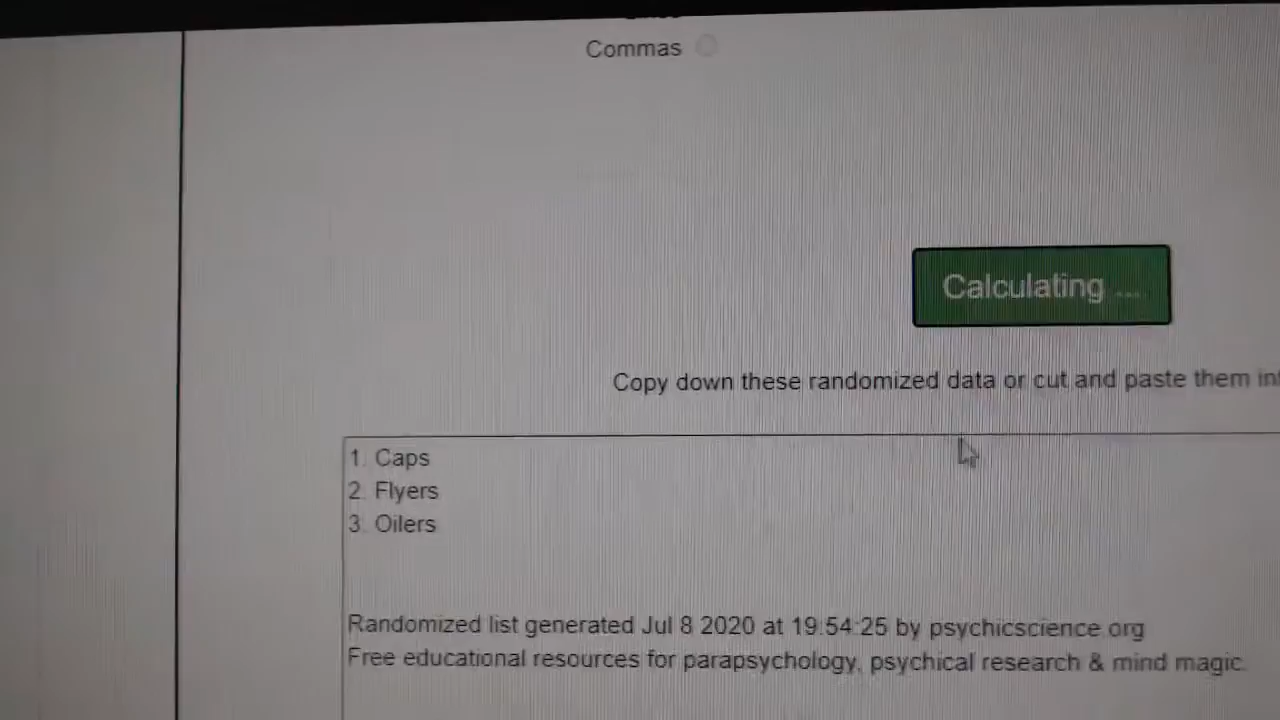 Commas
Calculating ...
Copy down these randomized data or cut and paste them
1. Caps
2. Flyers
3. Oilers
Randomized list generated Jul 8 2020 at 19:54:25 by psychicscience.org
Free educational resources for parapsychology, psychical research & mind magic.